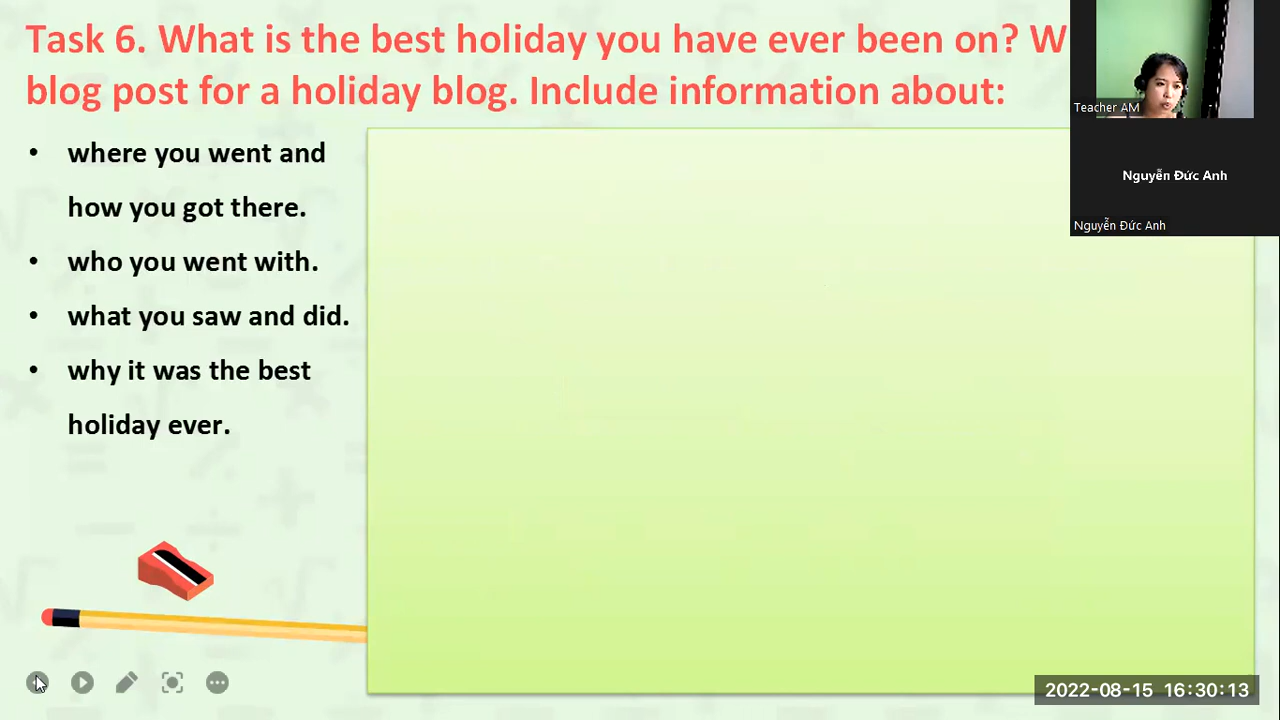 Task 6. What is the best holiday you have ever been on? W
blog post for a holiday blog. Include information about:
• where you went and
how you got there.
• who you went with.
• what you saw and did.
• why it was the best
holiday ever.
Teacher AM
Nguyễn Đức Anh
Nguyễn Đức Anh
2022-08-15 16:30:13